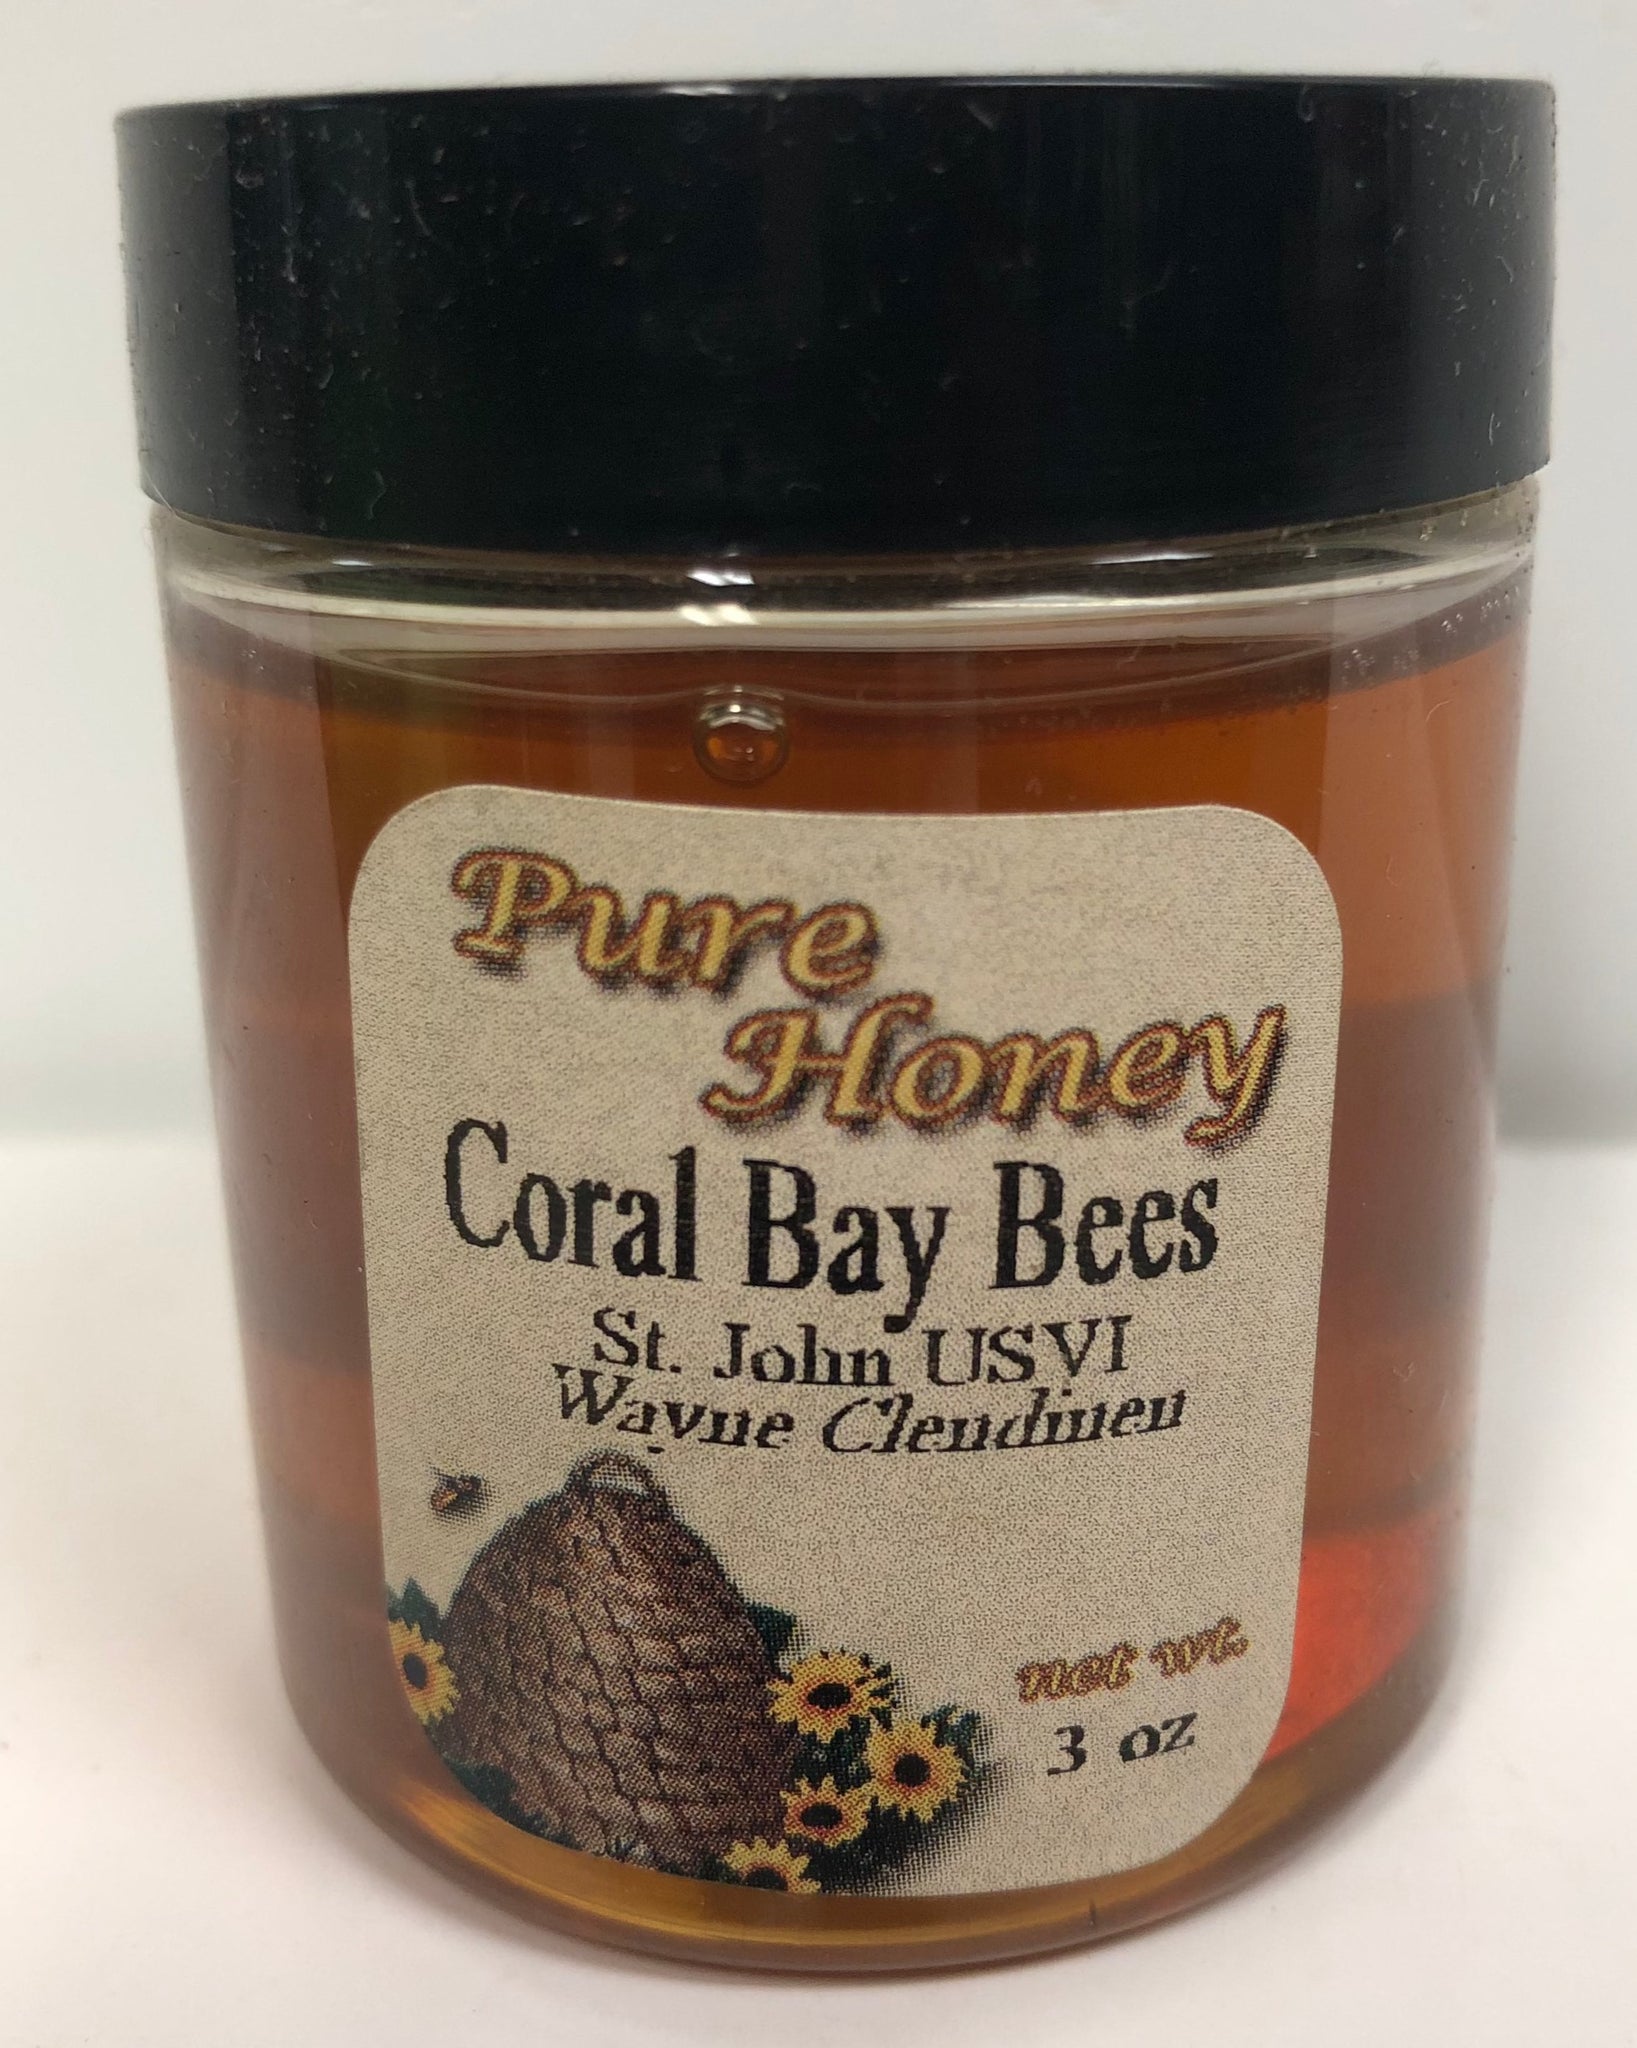 Pure
Honey
Coral Bay Bees
St. John USVI
Wayne Clendinen
net wt.
3 oz